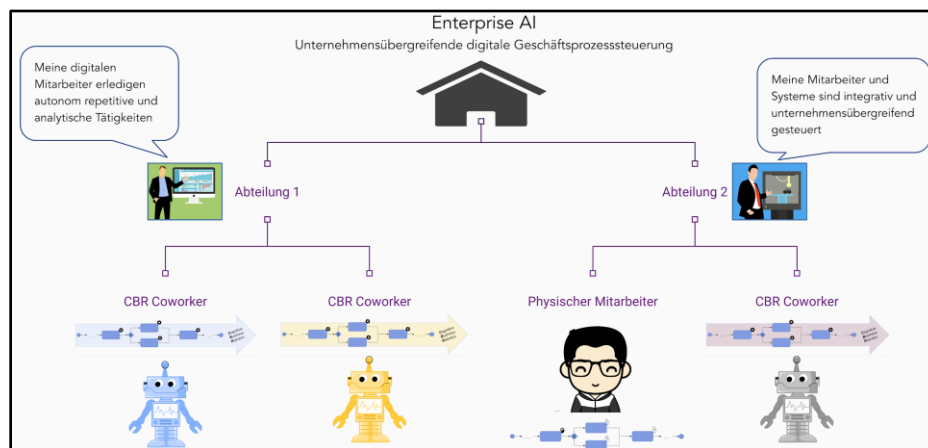 Enterprise AI
Unternehmensübergreifende digitale Geschäftsprozesssteuerung
Meine digitalen
Mitarbeiter erledigen
autonom repetitive und
analytische Tätigkeiten
Meine Mitarbeiter und
Systeme sind integrativ und
unternehmensübergreifend
gesteuert
Abteilung 1
Abteilung 2
CBR Coworker
CBR Coworker
Physischer Mitarbeiter
CBR Coworker